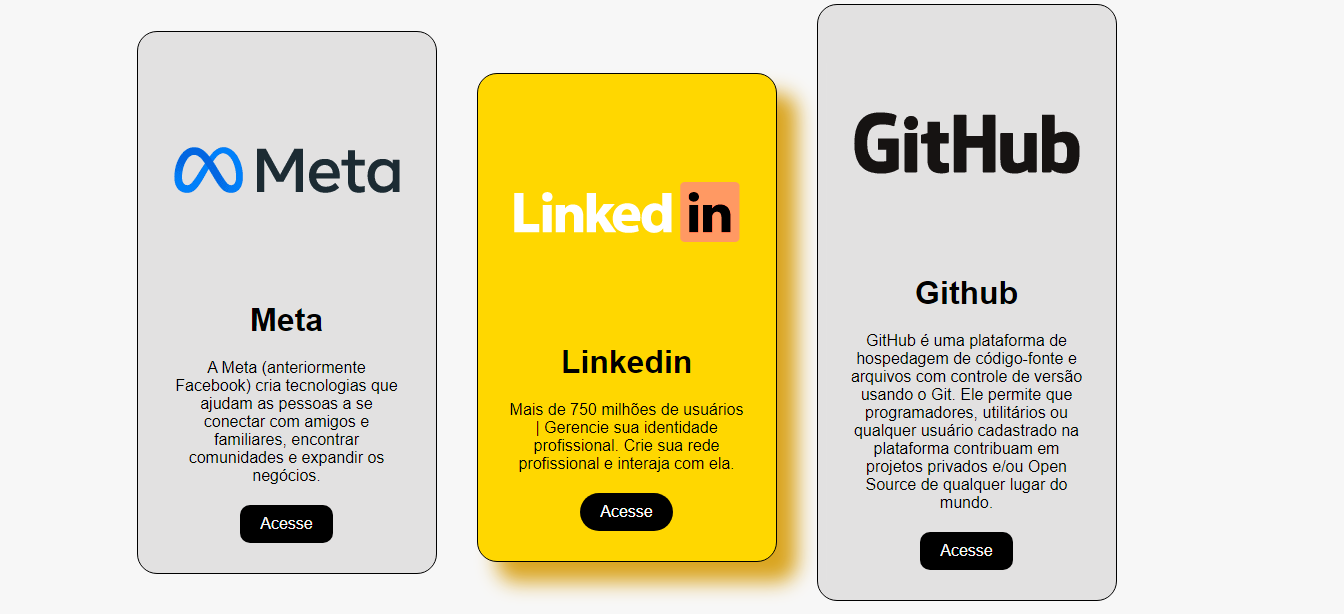 Meta
Meta
A Meta (anteriormente
Facebook) cria tecnologias que
ajudam as pessoas a se
conectar com amigos e
familiares, encontrar
comunidades e expandir os
negócios.
Acesse
Linked in
Linkedin
Mais de 750 milhões de usuários
| Gerencie sua identidade
profissional. Crie sua rede
profissional e interaja com ela.
Acesse
GitHub
Github
GitHub é uma plataforma de
hospedagem de código-fonte e
arquivos com controle de versão
usando o Git. Ele permite que
programadores, utilitários ou
qualquer usuário cadastrado na
plataforma contribuam em
projetos privados e/ou Open
Source de qualquer lugar do
mundo.
Acesse